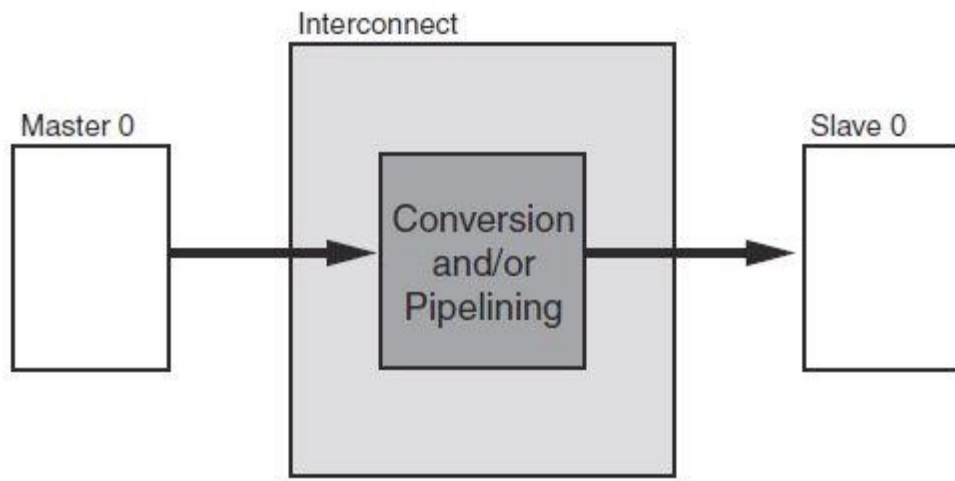 Interconnect
Master 0
Slave 0
Conversion
and/or
Pipelining